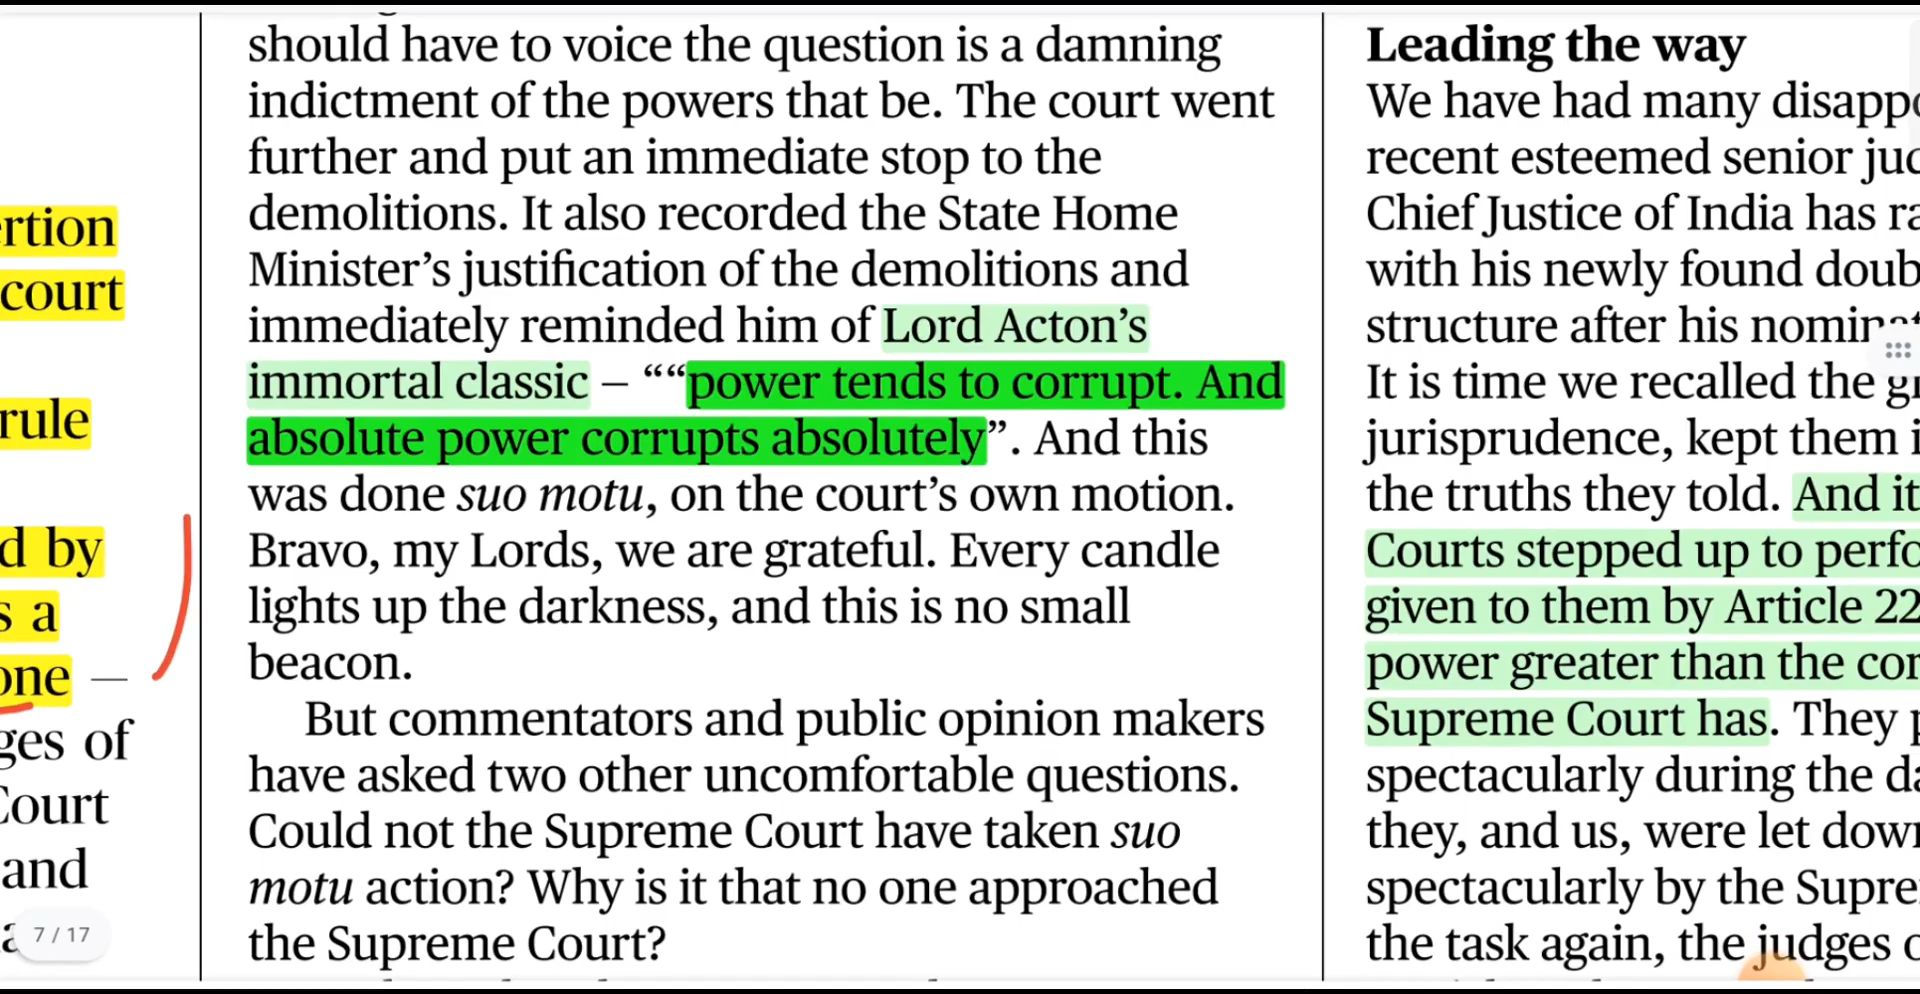 ertion
court
rule
d by
s a
one —
ges of
Court
and
7 / 17
should have to voice the question is a damning
indictment of the powers that be. The court went
further and put an immediate stop to the
demolitions. It also recorded the State Home
Minister’s justification of the demolitions and
immediately reminded him of Lord Acton’s
immortal classic – ““power tends to corrupt. And
absolute power corrupts absolutely”. And this
was done suo motu, on the court’s own motion.
Bravo, my Lords, we are grateful. Every candle
lights up the darkness, and this is no small
beacon.
But commentators and public opinion makers
have asked two other uncomfortable questions.
Could not the Supreme Court have taken suo
motu action? Why is it that no one approached
the Supreme Court?
Leading the way
We have had many disapp
recent esteemed senior
Chief Justice of India has ra
with his newly found doub
structure after his
It is time we recalled the
jurisprudence, kept them i
the truths they told. And it
Courts stepped up to perfo
given to them by Article 22
power greater than the
Supreme Court has. They
spectacularly during the da
they, and us, were let dow
spectacularly by the Supre
the task again, the judges